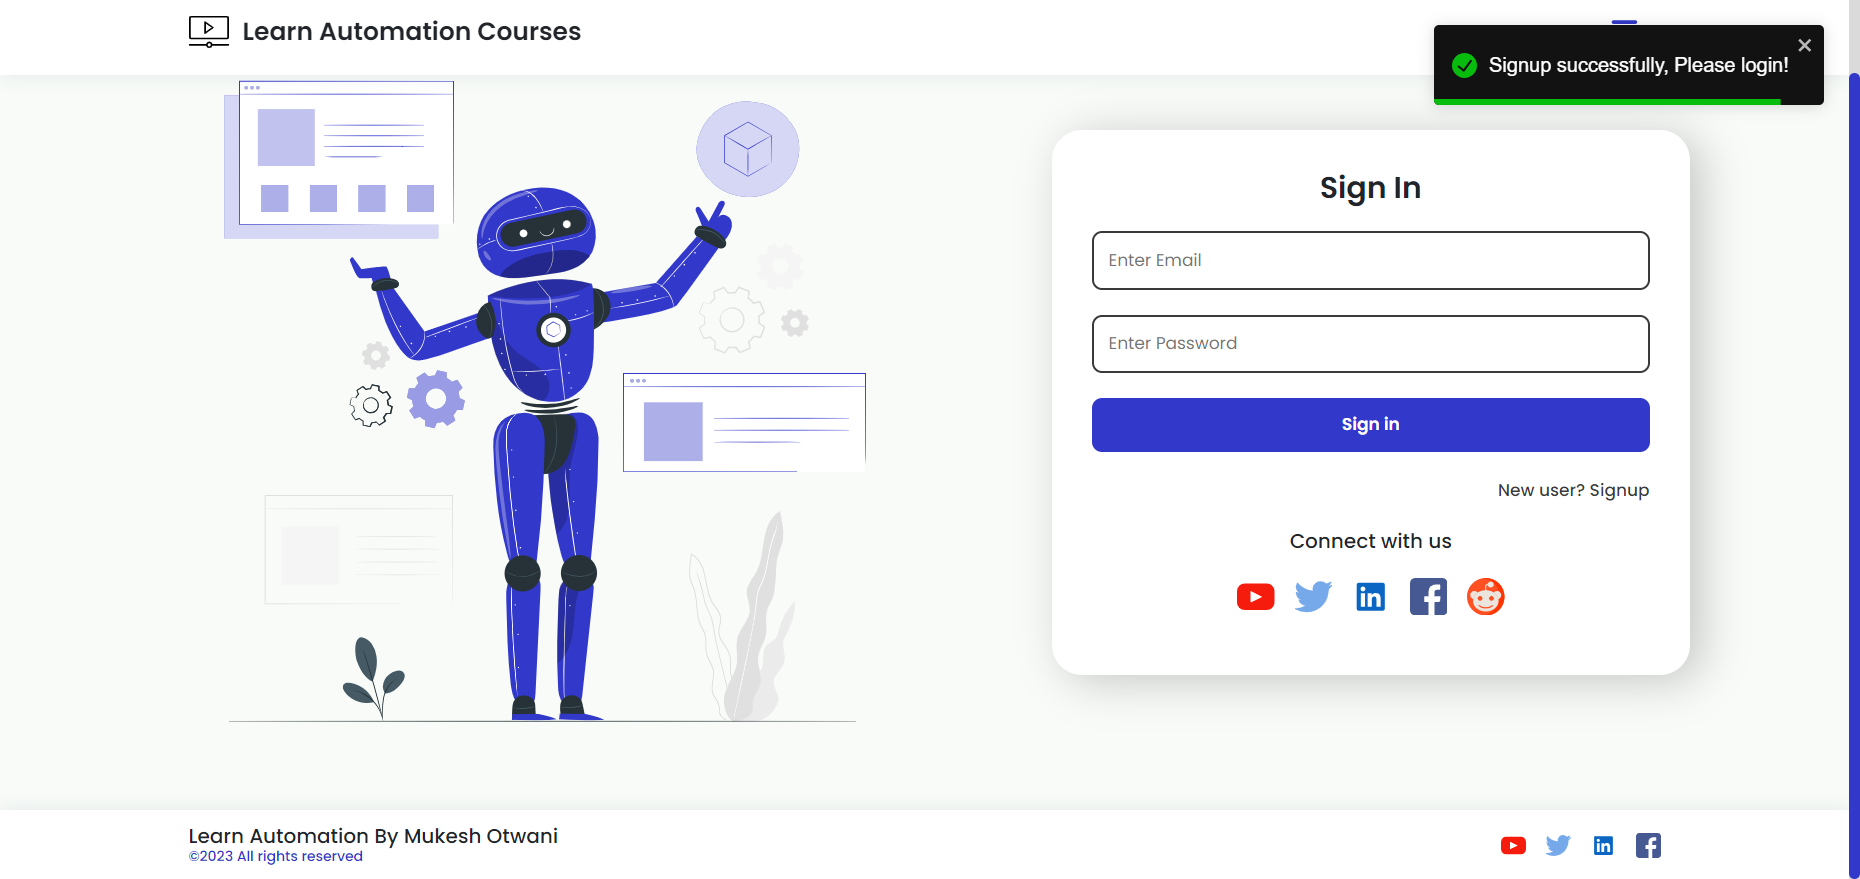 Learn Automation Courses
Signup successfully, Please login!
Sign In
Enter Email
Enter Password
Sign in
New user? Signup
Connect with us
Learn Automation By Mukesh Otwani
©2023 All rights reserved